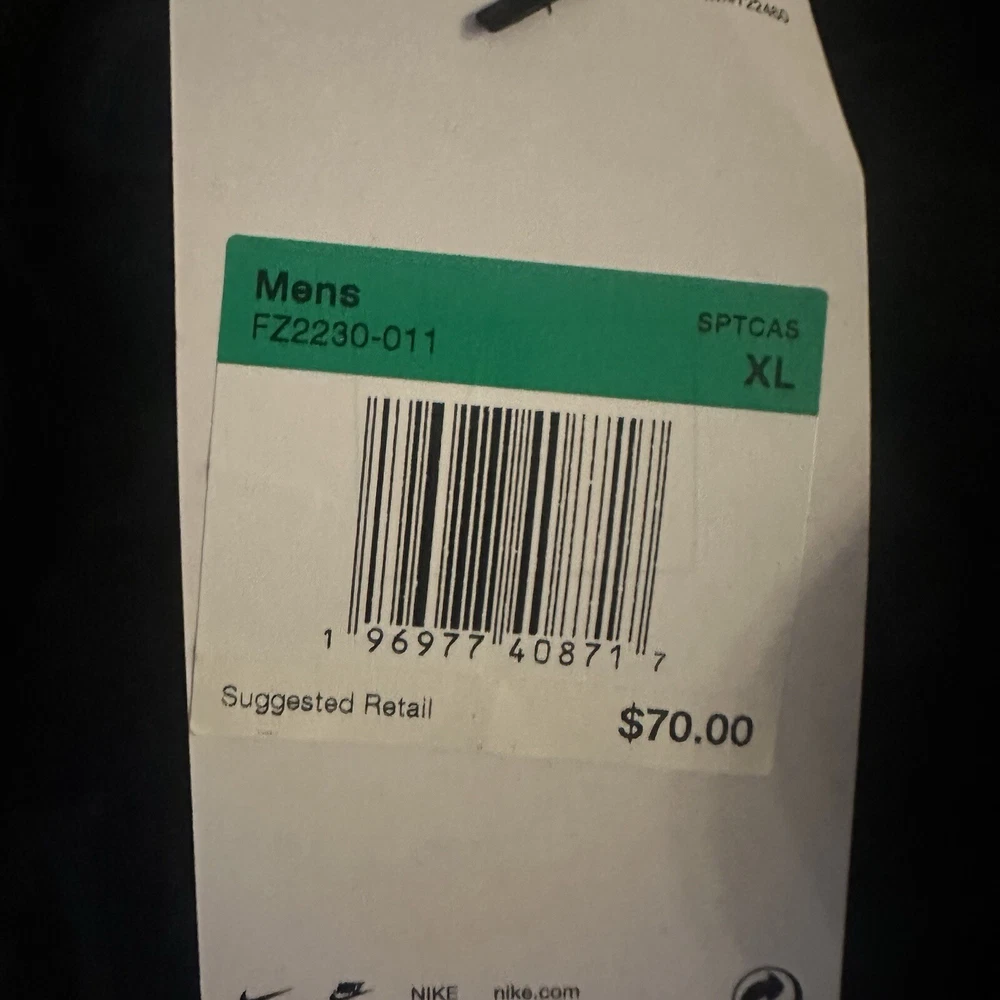 Mens
FZ2230-011
SPTCAS
XL
1 96977 40871 7
Suggested Retail
$70.00
NIKE nike.com